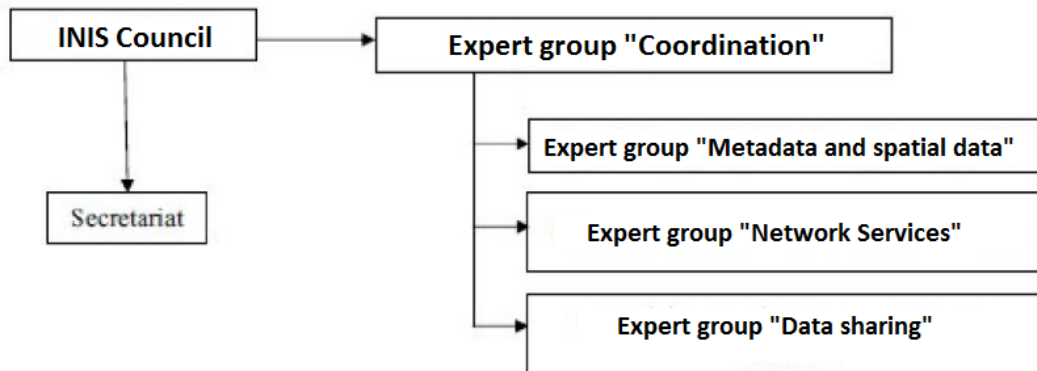 INIS Council
Expert group "Coordination"
Expert group "Metadata and spatial data"
Secretariat
Expert group "Network Services"
Expert group "Data sharing"